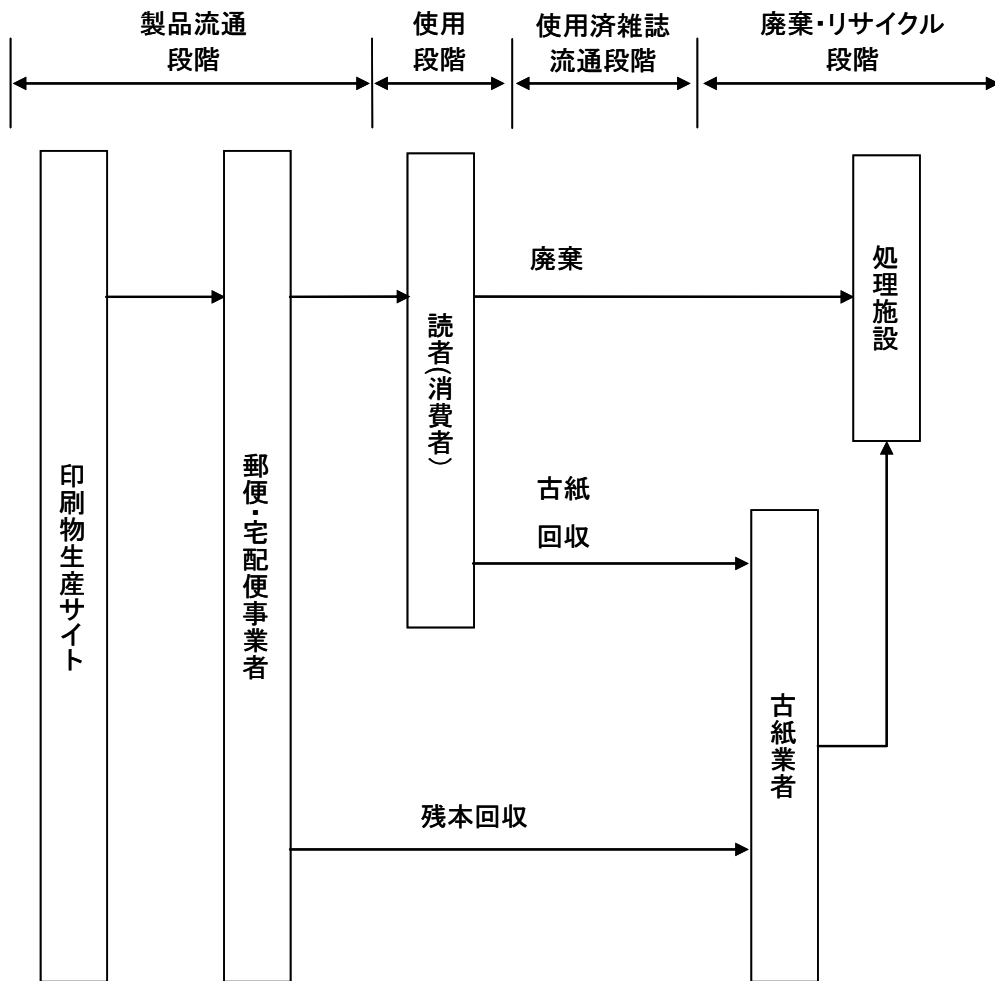 製品流通
段階
使用
段階
使用済雑誌
流通段階
廃棄・リサイクル
段階
印刷物生産サイト
郵便・宅配便事業者
読者(消費者)
廃棄
処理施設
古紙
回収
古紙業者
残本回収